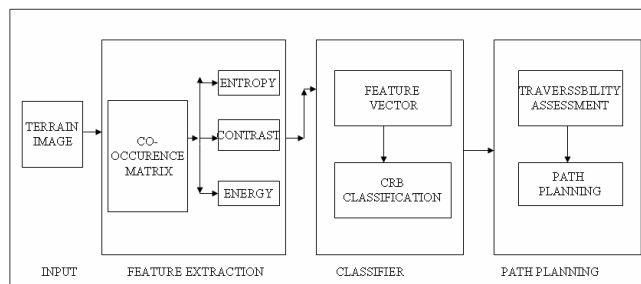 TERRAIN
IMAGE
CO-
OCCURENCE
MATRIX
ENTROPY
CONTRAST
ENERGY
FEATURE
VECTOR
CRB
CLASSIFICATION
TRAVERSSBILITY
ASSESSMENT
PATH
PLANNING
INPUT
FEATURE EXTRACTION
CLASSIFIER
PATH PLANNING